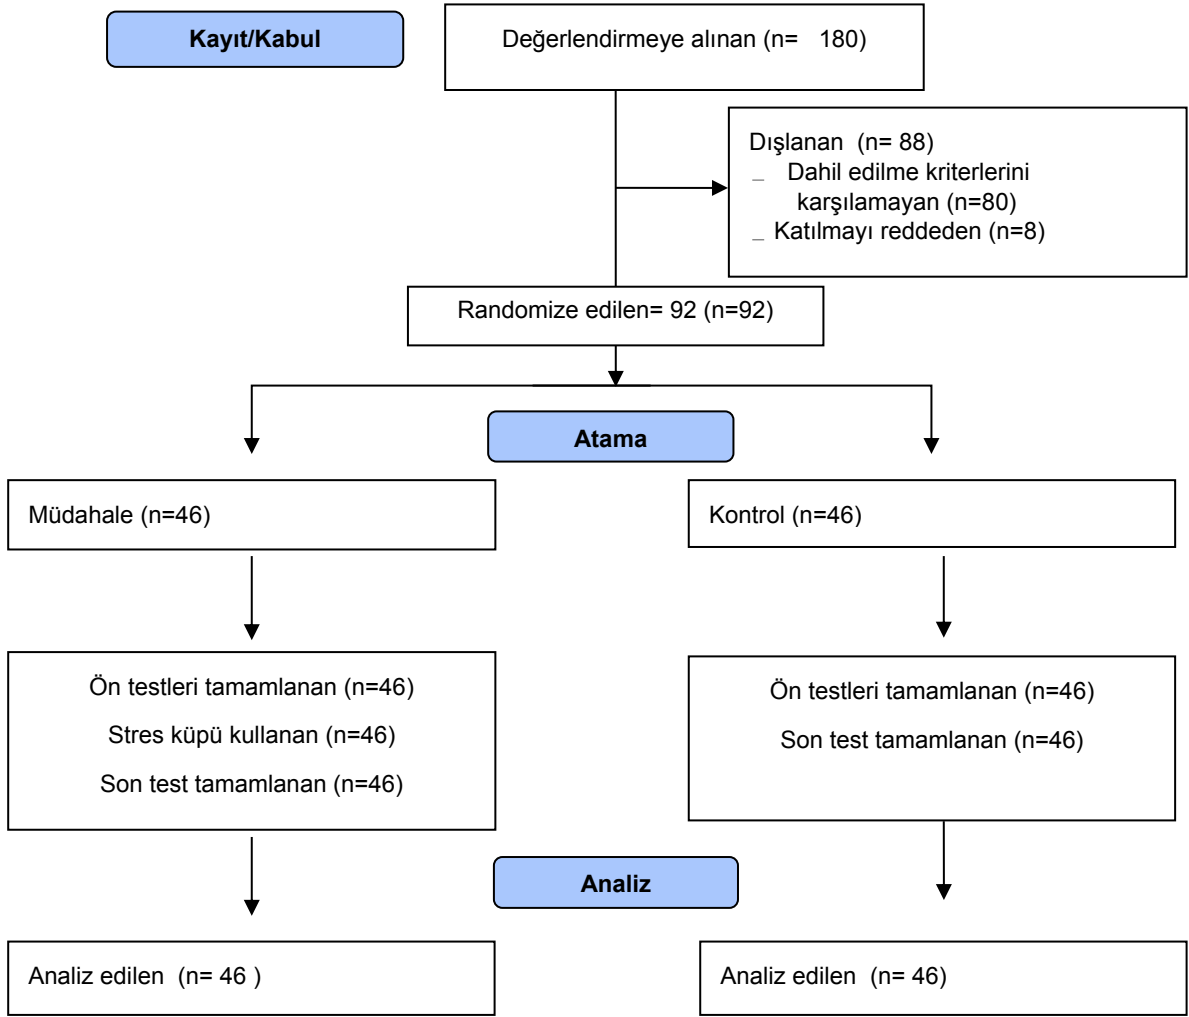 Kayıt/Kabul
Değerlendirmeye alınan (n= 180)
Dışlanan (n= 88)
_ Dahil edilme kriterlerini
karşılamayan (n=80)
_ Katılmayı reddeden (n=8)
Randomize edilen= 92 (n=92)
Atama
Müdahale (n=46)
Kontrol (n=46)
Ön testleri tamamlanan (n=46)
Stres küpü kullanan (n=46)
Son test tamamlanan (n=46)
Ön testleri tamamlanan (n=46)
Son test tamamlanan (n=46)
Analiz
Analiz edilen (n= 46 )
Analiz edilen (n= 46)